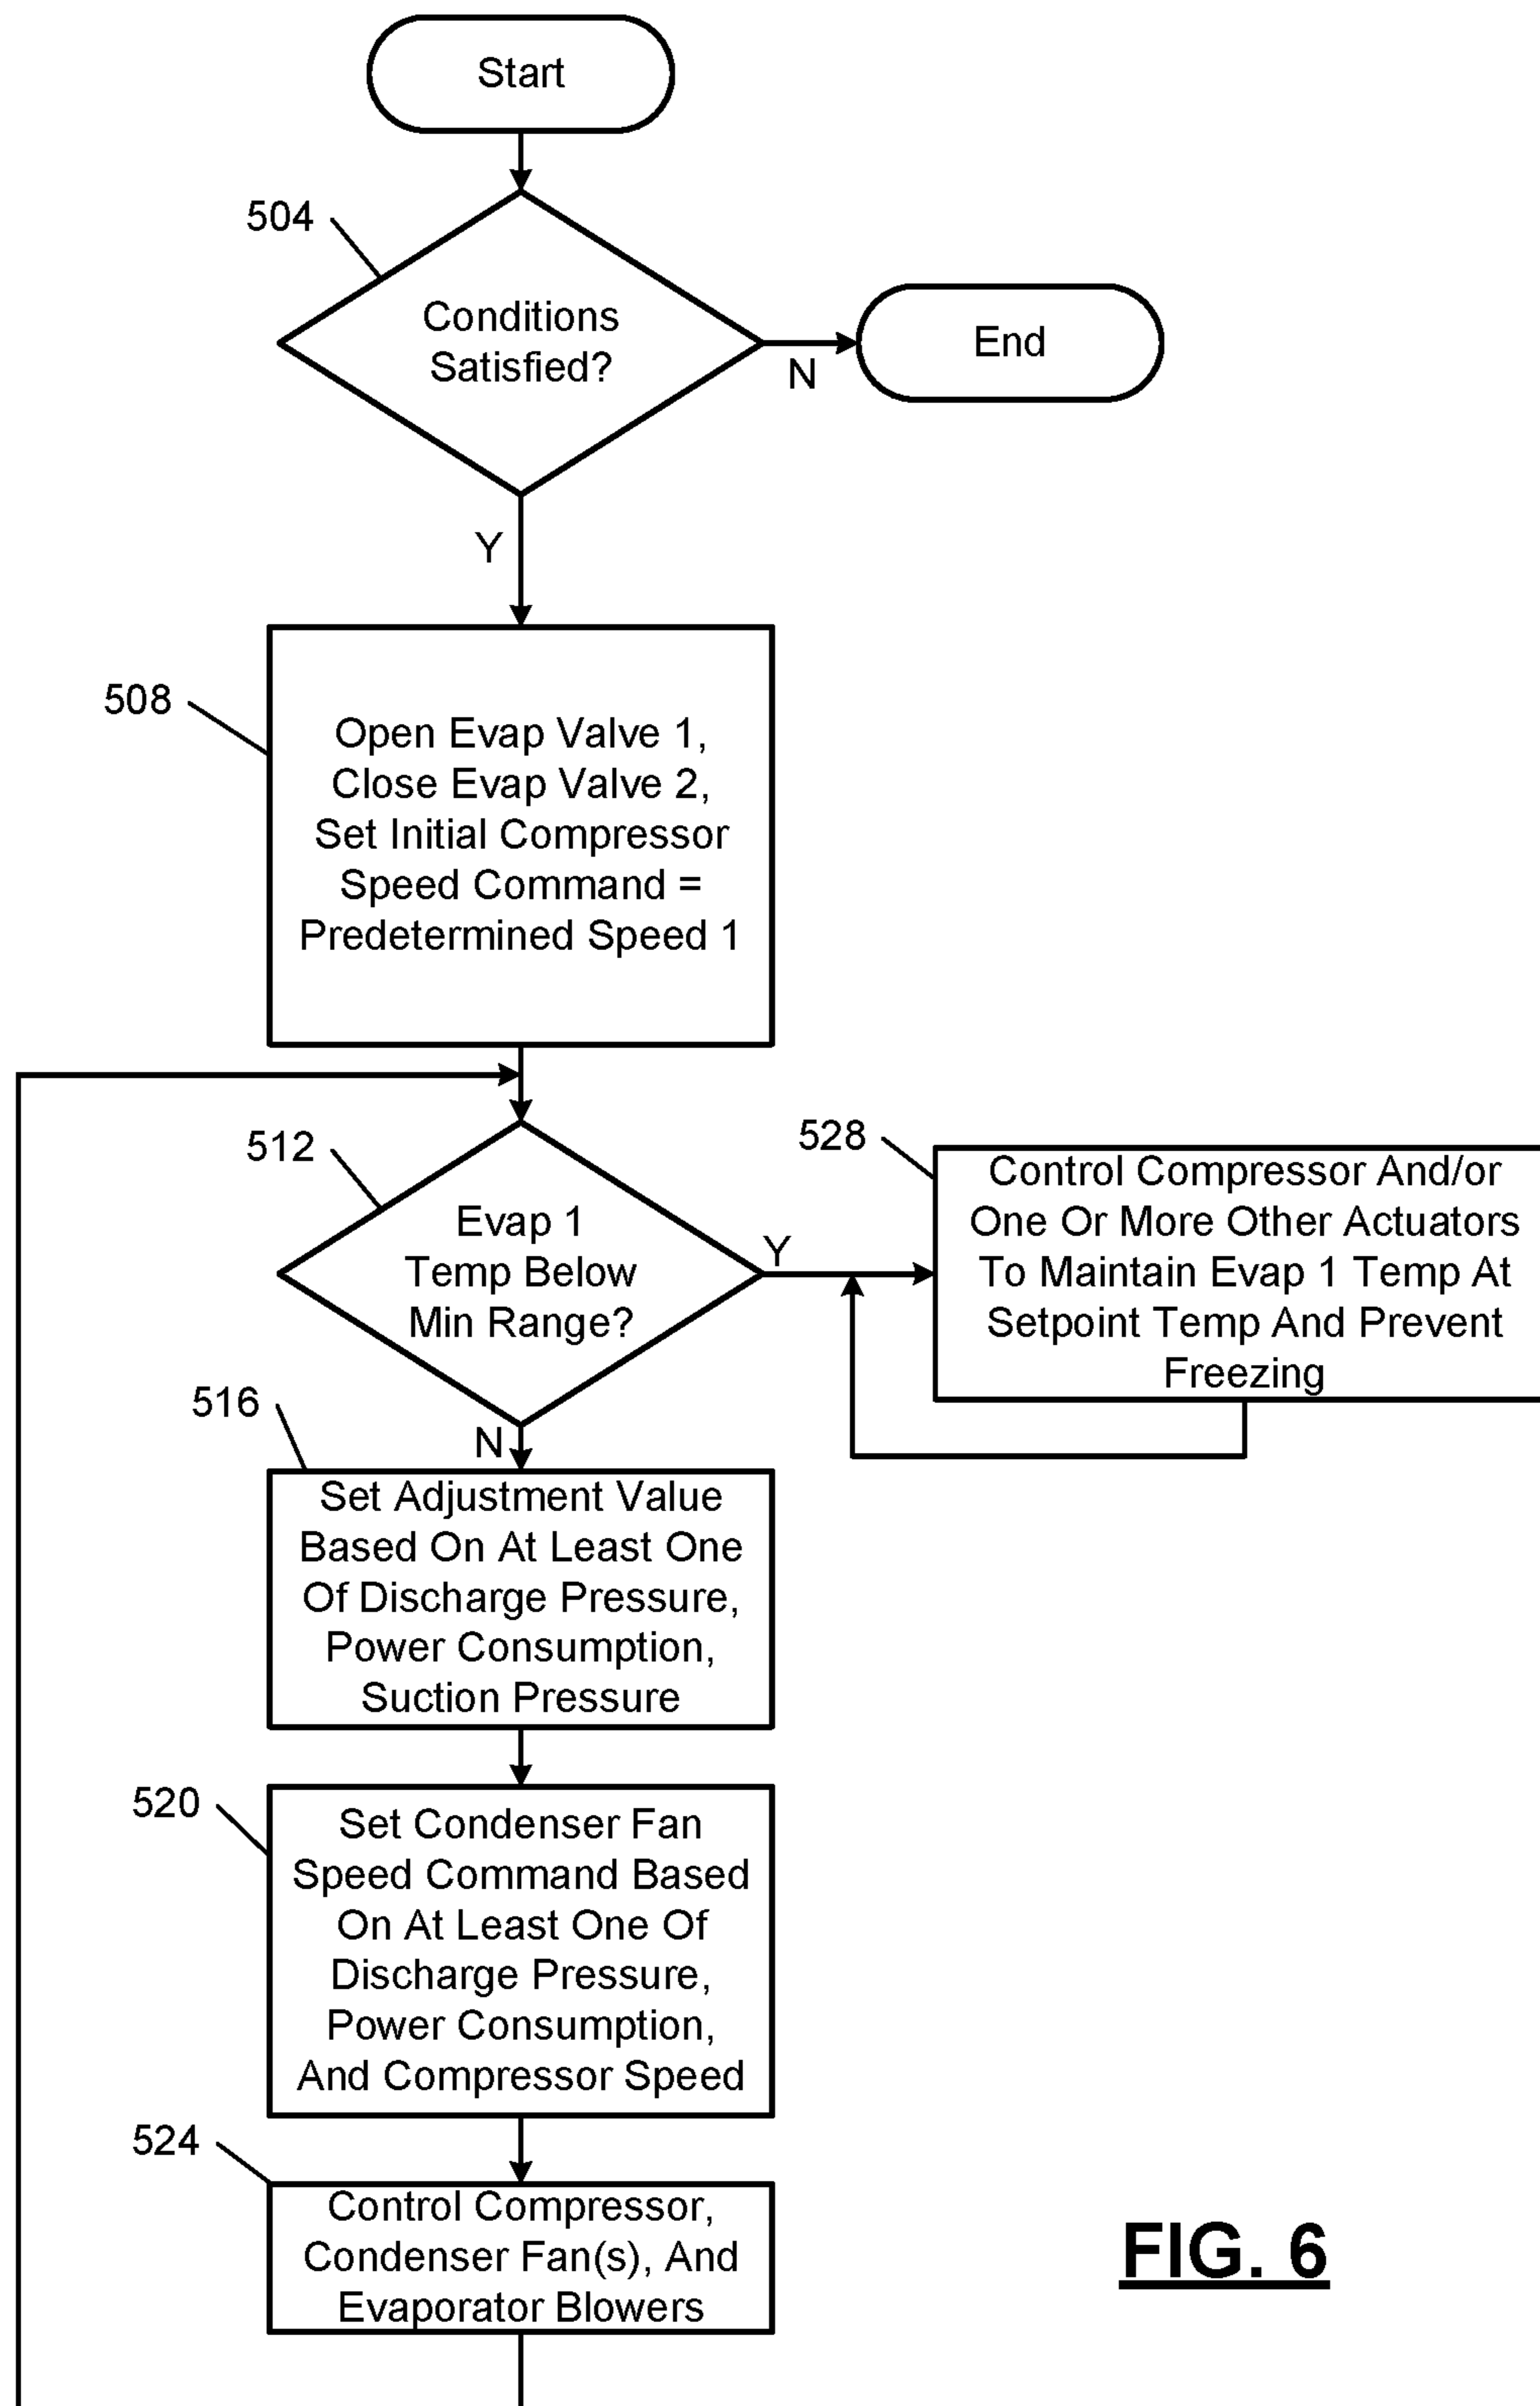 Start
504
Conditions
Satisfied?
N
End
Y
508
Open Evap Valve 1,
Close Evap Valve 2,
Set Initial Compressor
Speed Command =
Predetermined Speed 1
512
Evap 1
Temp Below
Min Range?
Y
528
Control Compressor And/or
One Or More Other Actuators
To Maintain Evap 1 Temp At
Setpoint Temp And Prevent
Freezing
N
516
Set Adjustment Value
Based On At Least One
Of Discharge Pressure,
Power Consumption,
Suction Pressure
520
Set Condenser Fan
Speed Command Based
On At Least One Of
Discharge Pressure,
Power Consumption,
And Compressor Speed
524
Control Compressor,
Condenser Fan(s), And
Evaporator Blowers
FIG. 6